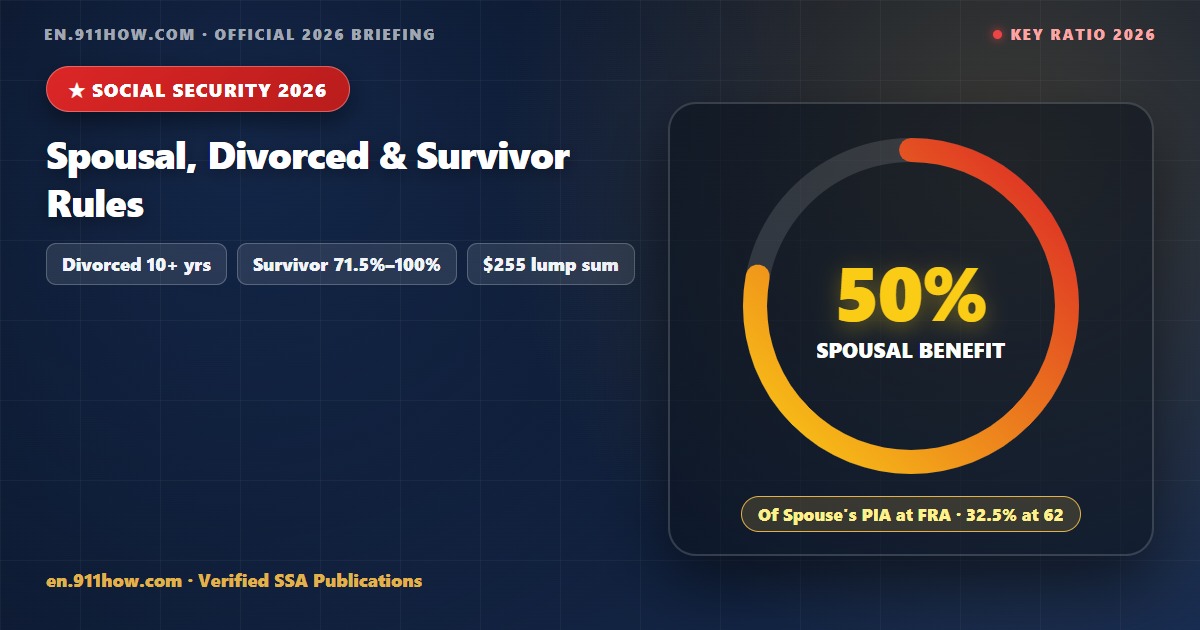 EN.911HOW.COM · OFFICIAL 2026 BRIEFING
KEY RATIO 2026
★ SOCIAL SECURITY 2026
Spousal, Divorced & Survivor
Rules
Divorced 10+ yrs
Survivor 71.5%–100%
$255 lump sum
50%
SPOUSAL BENEFIT
Of Spouse's PIA at FRA · 32.5% at 62
en.911how.com · Verified SSA Publications